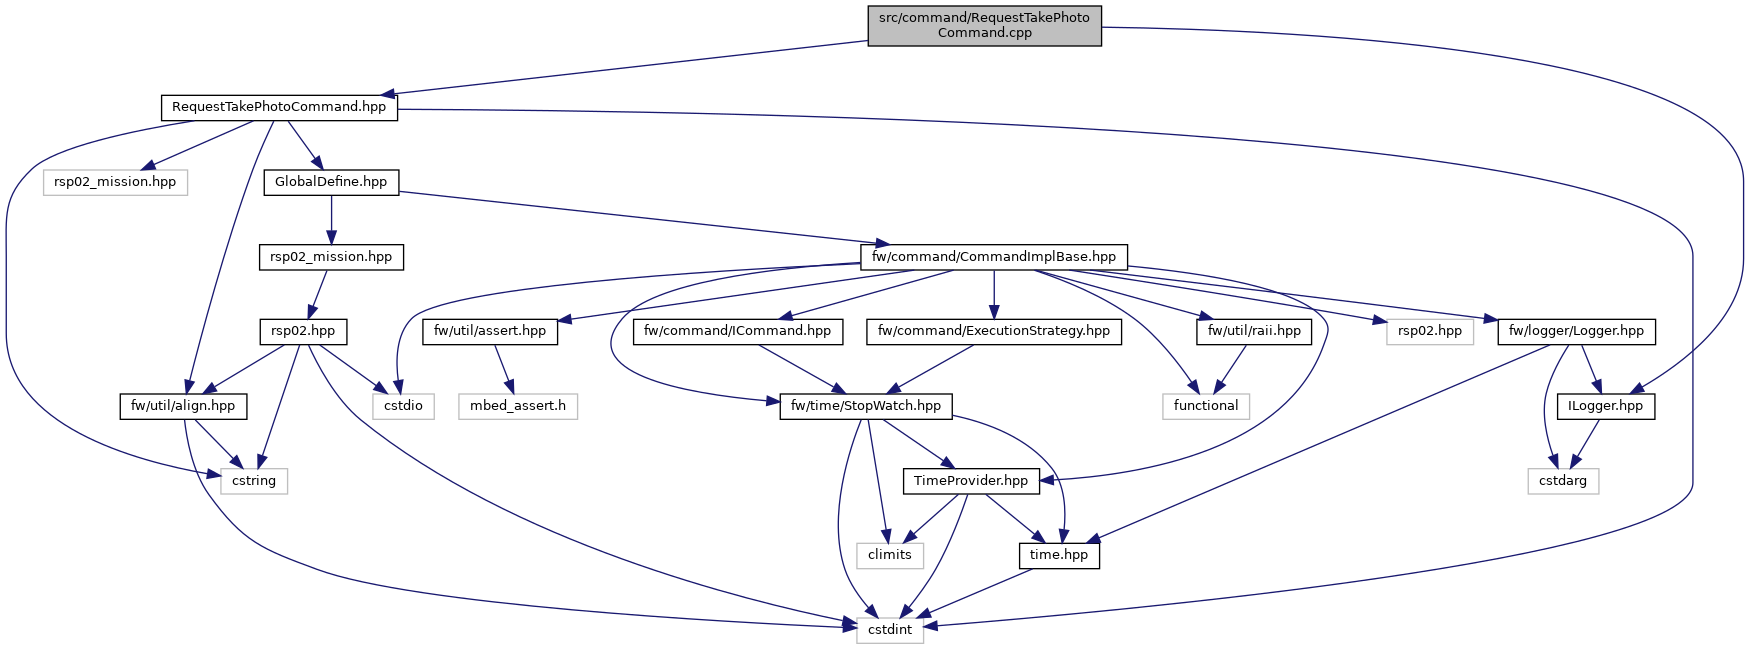 src/command/RequestTakePhoto
Command.cpp
RequestTakePhotoCommand.hpp
rsp02_mission.hpp
GlobalDefine.hpp
rsp02_mission.hpp
fw/command/CommandImplBase.hpp
rsp02.hpp
fw/util/assert.hpp
fw/command/ICommand.hpp
fw/command/ExecutionStrategy.hpp
fw/util/raii.hpp
rsp02.hpp
fw/logger/Logger.hpp
fw/util/align.hpp
cstdio
mbed_assert.h
fw/time/StopWatch.hpp
functional
ILogger.hpp
cstring
TimeProvider.hpp
cstdarg
climits
time.hpp
cstdint